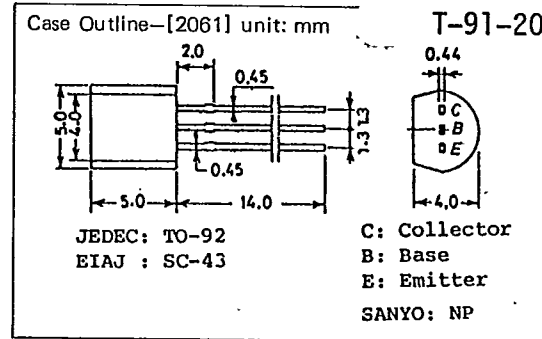 Case Outline–[2061] unit: mm
T-91-20
2.0
0.45
0.44
5.0
4.0
1.3
1.3
C
B
E
0.45
5.0
14.0
4.0
JEDEC: TO-92
EIAJ : SC-43
C: Collector
B: Base
E: Emitter
SANYO: NP